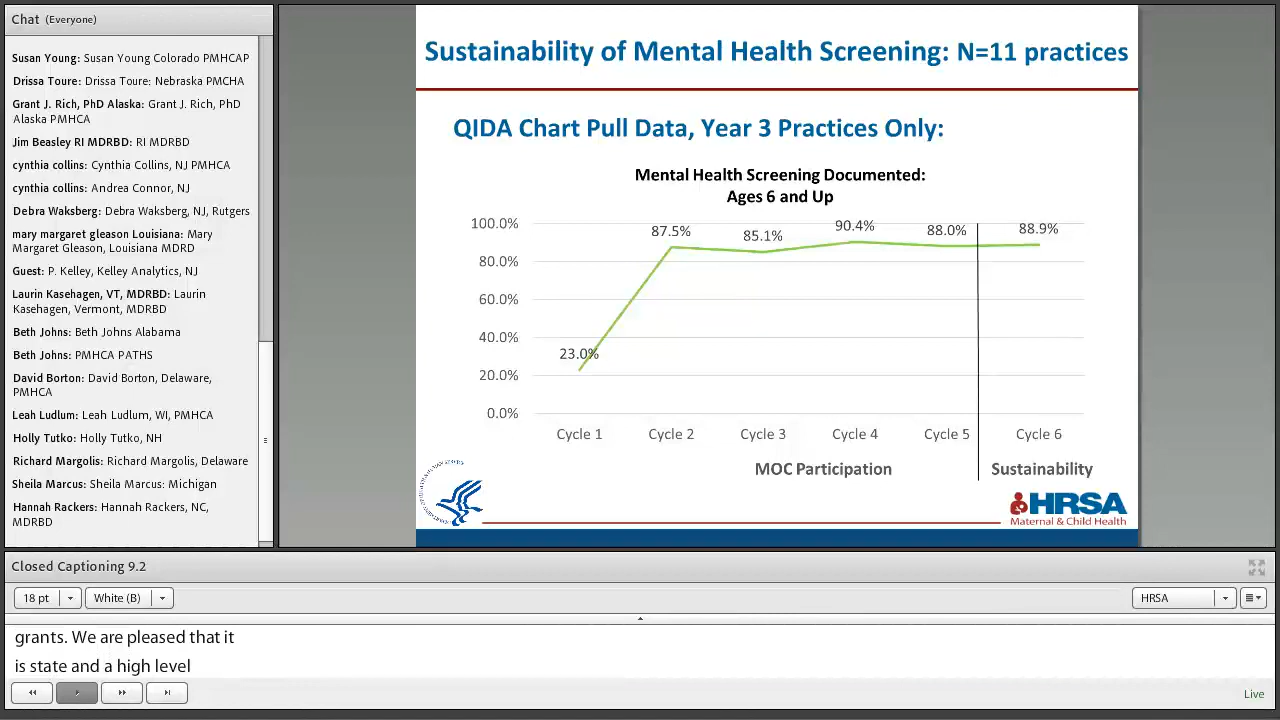 Chat (Everyone)
Susan Young: Susan Young Colorado PMHCAP
Drissa Toure: Drissa Toure: Nebraska PMCHA
Grant J. Rich, PhD Alaska: Grant J. Rich, PhD
Alaska PMHCA
Jim Beasley RI MDRBD: RI MDRBD
cynthia collins: Cynthia Collins, NJ PMHCA
cynthia collins: Andrea Connor, NJ
Debra Waksberg: Debra Waksberg, NJ, Rutgers
mary margaret gleason Louisiana: Mary
Margaret Gleason, Louisiana MDRD
Guest: P. Kelley, Kelley Analytics, NJ
Laurin Kasehagen, VT, MDRBD: Laurin
Kasehagen, Vermont, MDRBD
Beth Johns: Beth Johns Alabama
Beth Johns: PMHCA PATHS
David Borton: David Borton, Delaware,
PMHCA
Leah Ludlum: Leah Ludlum, WI, PMHCA
Holly Tutko: Holly Tutko, NH
Richard Margolis: Richard Margolis, Delaware
Sheila Marcus: Sheila Marcus: Michigan
Hannah Rackers: Hannah Rackers, NC,
MDRBD
Sustainability of Mental Health Screening: N=11 practices
QIDA Chart Pull Data, Year 3 Practices Only:
Mental Health Screening Documented:
Ages 6 and Up
100.0%
80.0%
60.0%
40.0%
20.0%
0.0%
23.0%
87.5%
85.1%
90.4%
88.0%
88.9%
Cycle 1
Cycle 2
Cycle 3
Cycle 4
Cycle 5
Cycle 6
MOC Participation
Sustainability
HRSA
Maternal & Child Health
Closed Captioning 9.2
18 pt
White (B)
HRSA
grants. We are pleased that it
is state and a high level
Live